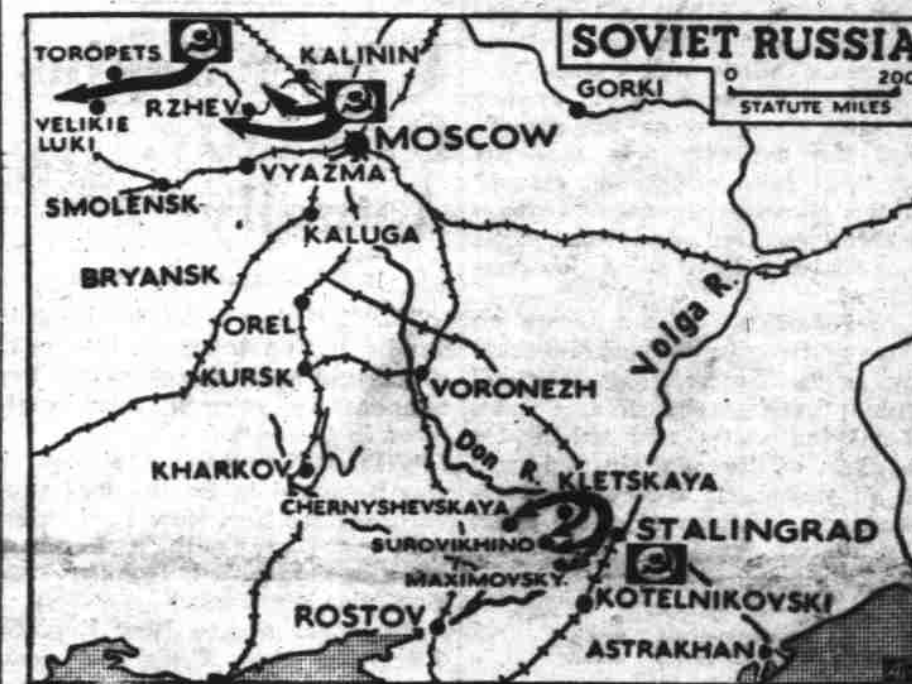 SOVIET RUSSIA
0 200
STATUTE MILES
TOROPETS
KALININ
GORKI
RZHEV
VELIKIE
LUKI
MOSCOW
VYAZMA
SMOLENSK
KALUGA
BRYANSK
OREL
Volga R.
KURSK
VORONEZH
Don R.
KHARKOV
KLETSKAYA
CHERNYSHEVSKAYA
2
STALINGRAD
SUROVIKHINO
MAXIMOVSKY
KOTELNIKOVSKI
ROSTOV
ASTRAKHAN